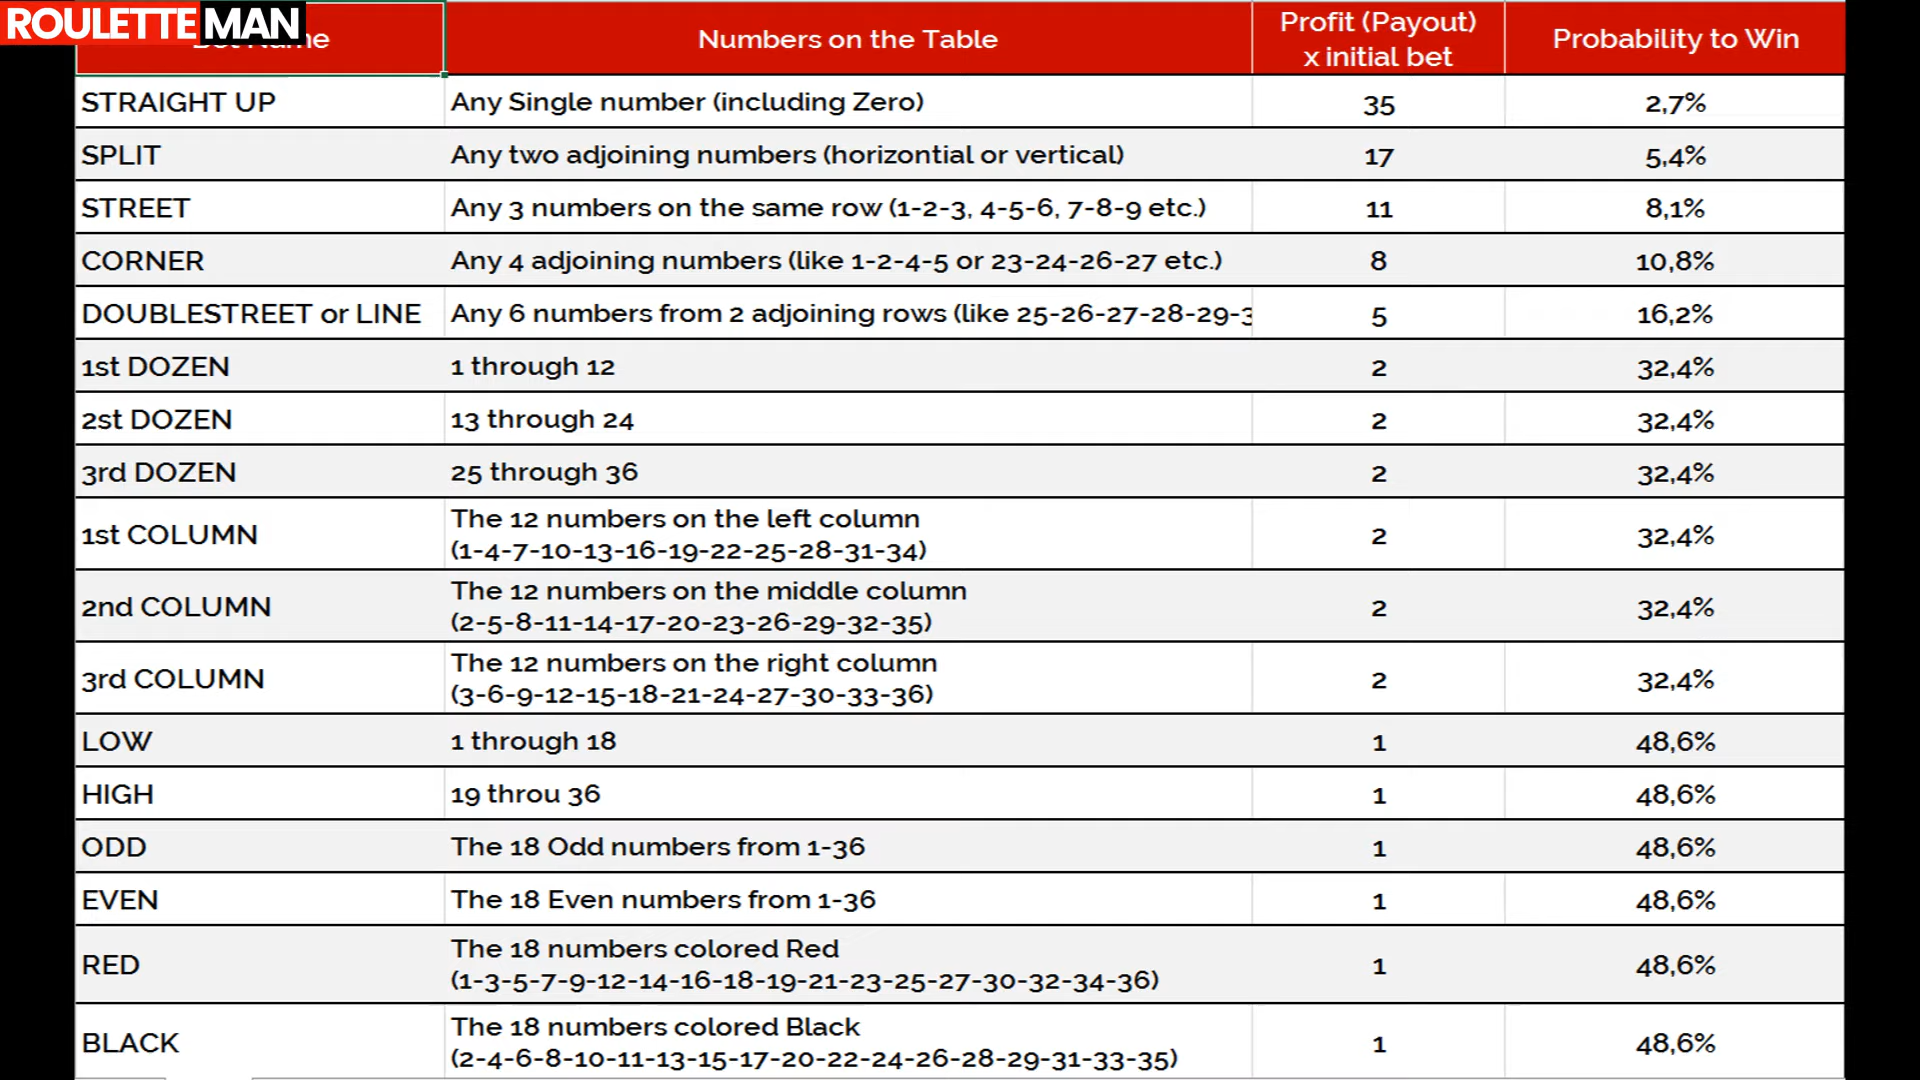 ROULETTE MAN
Numbers on the Table
Profit (Payout)
x initial bet
Probability to Win
STRAIGHT UP Any Single number (including Zero) 35 2,7%
SPLIT Any two adjoining numbers (horizontial or vertical) 17 5,4%
STREET Any 3 numbers on the same row (1-2-3, 4-5-6, 7-8-9 etc.) 11 8,1%
CORNER Any 4 adjoining numbers (like 1-2-4-5 or 23-24-26-27 etc.) 8 10,8%
DOUBLESTREET or LINE Any 6 numbers from 2 adjoining rows (like 25-26-27-28-29-3 5 16,2%
1st DOZEN 1 through 12 2 32,4%
2st DOZEN 13 through 24 2 32,4%
3rd DOZEN 25 through 36 2 32,4%
1st COLUMN The 12 numbers on the left column
(1-4-7-10-13-16-19-22-25-28-31-34) 2 32,4%
2nd COLUMN The 12 numbers on the middle column
(2-5-8-11-14-17-20-23-26-29-32-35) 2 32,4%
3rd COLUMN The 12 numbers on the right column
(3-6-9-12-15-18-21-24-27-30-33-36) 2 32,4%
LOW 1 through 18 1 48,6%
HIGH 19 throu 36 1 48,6%
ODD The 18 Odd numbers from 1-36 1 48,6%
EVEN The 18 Even numbers from 1-36 1 48,6%
RED The 18 numbers colored Red
(1-3-5-7-9-12-14-16-18-19-21-23-25-27-30-32-34-36) 1 48,6%
BLACK The 18 numbers colored Black
(2-4-6-8-10-11-13-15-17-20-22-24-26-28-29-31-33-35) 1 48,6%